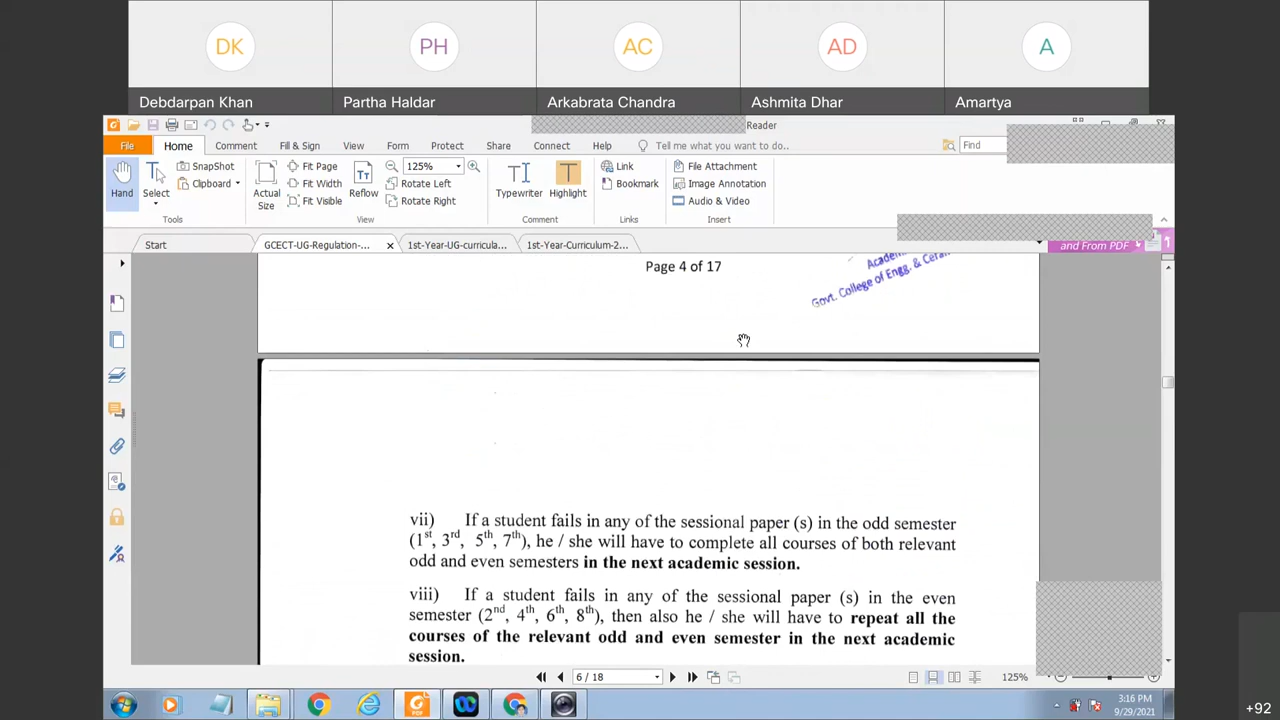 DK
PH
AC
AD
A
Debdarpan Khan
Partha Haldar
Arkabrata Chandra
Ashmita Dhar
Amartya
Reader
File
Home
Comment
View
Fill & Sign
Form
Protect
Share
Connect
Help
Tell me what you want to do..
Find
Hand
Select
SnapShot
Clipboard
Tools
Actual
Size
Fit Page
Fit Width
Fit Visible
Reflow
125%
Rotate Left
Rotate Right
View
Typewriter
Highlight
Comment
Link
Bookmark
Links
File Attachment
Image Annotation
Audio & Video
Insert
Start
GCECT-UG-Regulation-...
1st-Year-UG-curricula...
1st-Year-Curriculum-2...
and From PDF
Page 4 of 17
Govt. College of Engg. &
vii) If a student fails in any of the sessional paper (s) in the odd semester
(1st, 3rd, 5th, 7th), he / she will have to complete all courses of both relevant
odd and even semesters in the next academic session.
viii) If a student fails in any of the sessional paper (s) in the even
semester (2nd, 4th, 6th, 8th), then also he / she will have to repeat all the
courses of the relevant odd and even semester in the next academic
session.
6 / 18
125%
3:16 PM
9/29/2021
+92